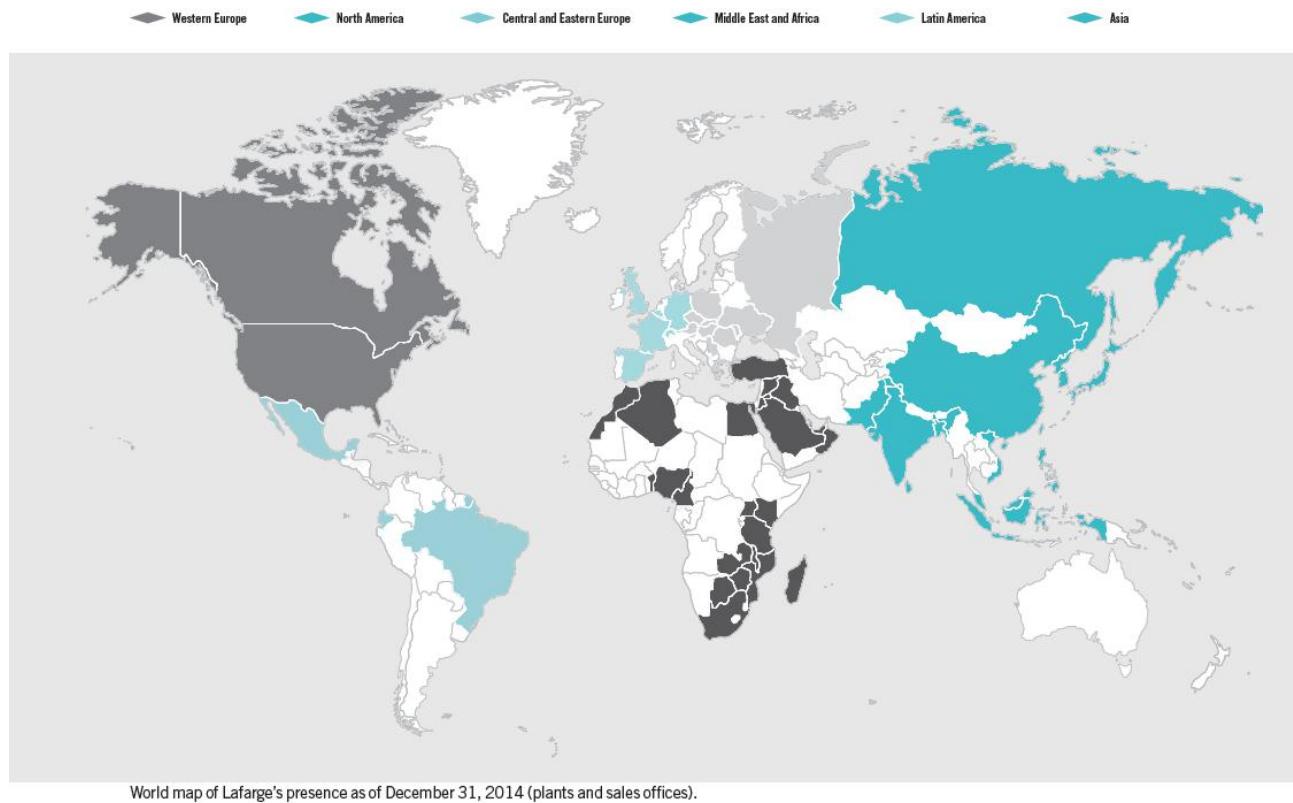 Western Europe North America Central and Eastern Europe Middle East and Africa Latin America Asia
World map of Lafarge's presence as of December 31, 2014 (plants and sales offices).